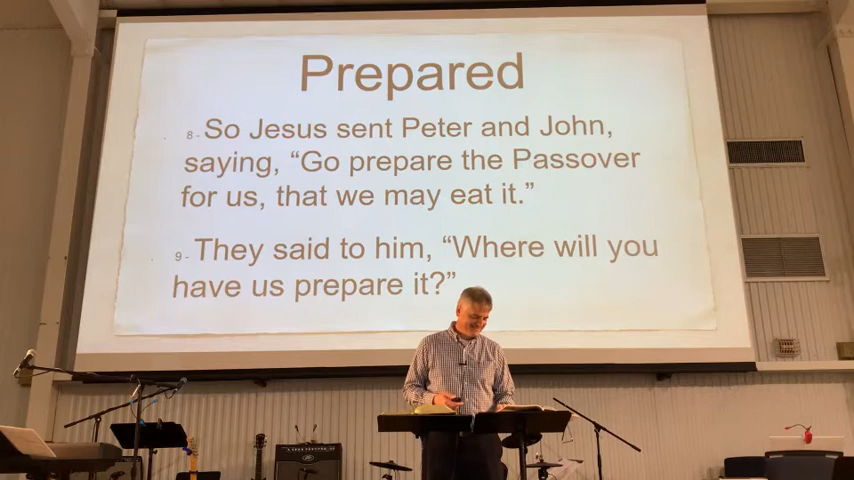 Prepared
8- So Jesus sent Peter and John,
saying, “Go prepare the Passover
for us, that we may eat it.”
9- They said to him, “Where will you
have us prepare it?”